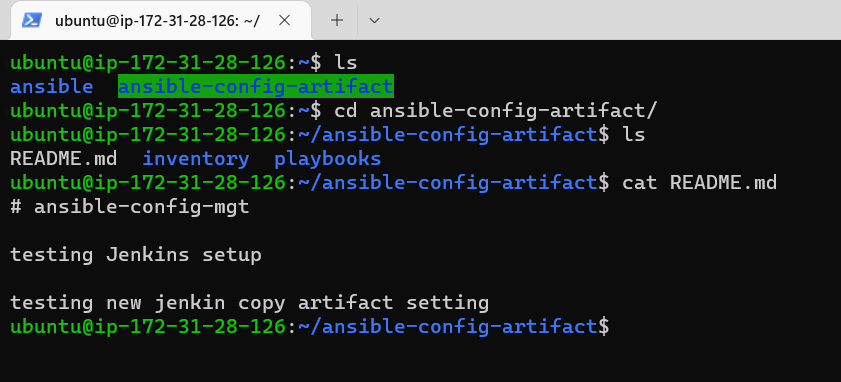 ubuntu@ip-172-31-28-126: ~/
ubuntu@ip-172-31-28-126:~$ ls
ansible  ansible-config-artifact
ubuntu@ip-172-31-28-126:~$ cd ansible-config-artifact/
ubuntu@ip-172-31-28-126:~/ansible-config-artifact$ ls
README.md  inventory  playbooks
ubuntu@ip-172-31-28-126:~/ansible-config-artifact$ cat README.md
# ansible-config-mgt
testing Jenkins setup
testing new jenkin copy artifact setting
ubuntu@ip-172-31-28-126:~/ansible-config-artifact$